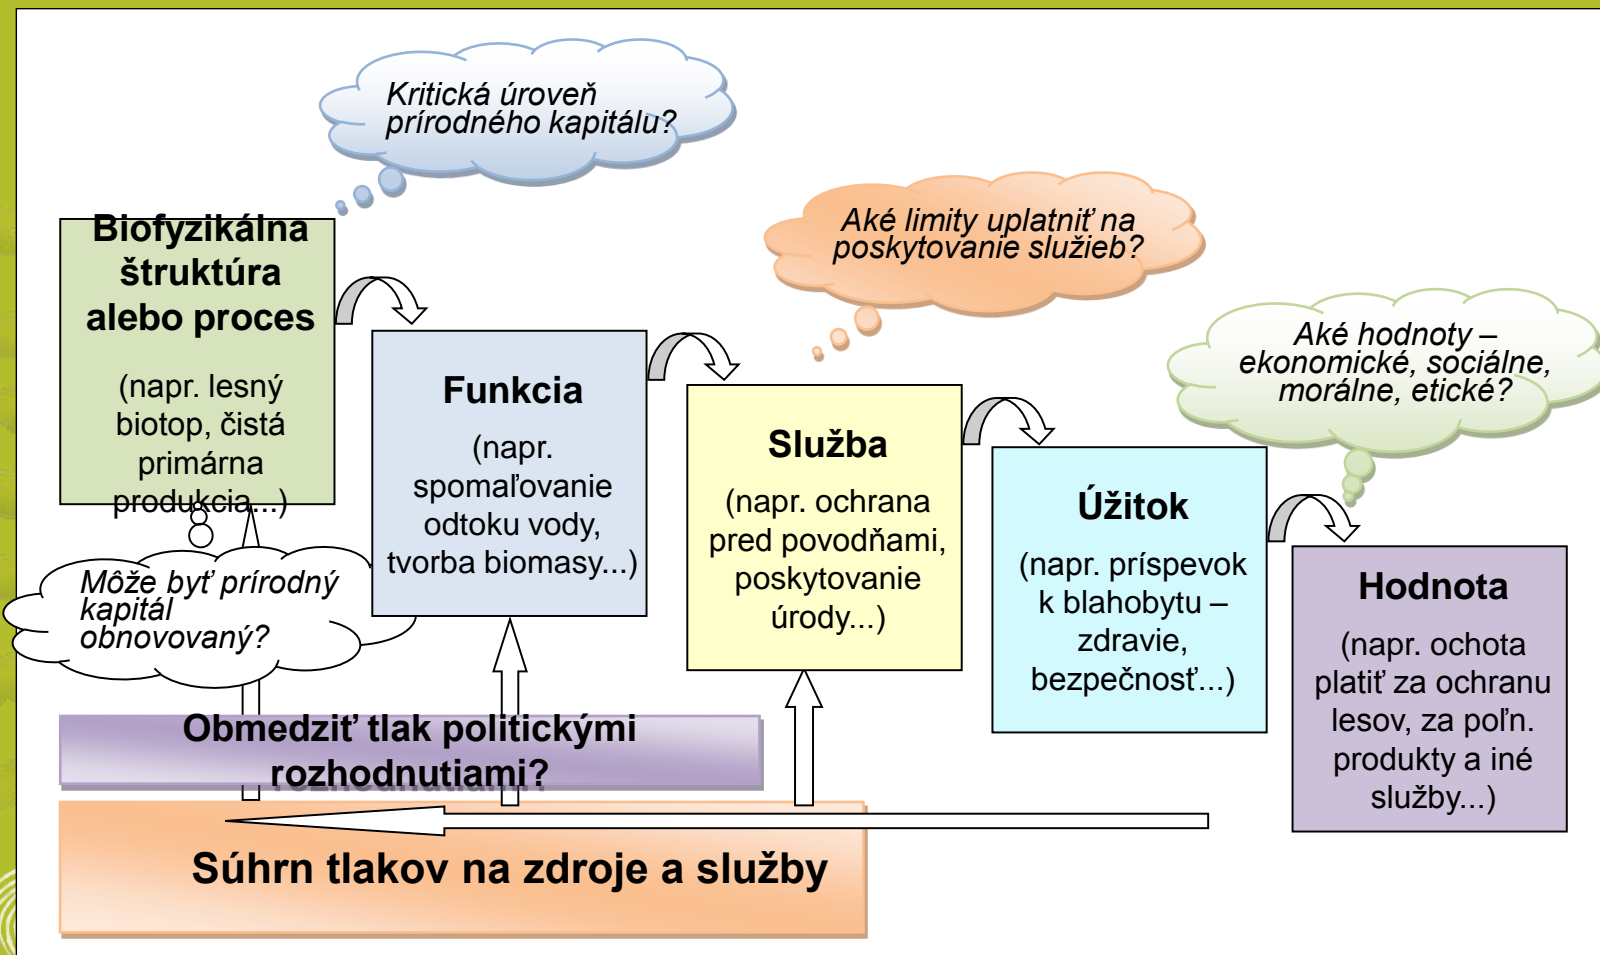 Kritická úroveň
prírodného kapitálu?
Aké limity uplatniť na
poskytovanie služieb?
Aké hodnoty –
ekonomické, sociálne,
morálne, etické?
Biofyzikálna
štruktúra
alebo proces
(napr. lesný
biotop, čistá
primárna
produkcia...)
Funkcia
(napr.
spomaľovanie
odtoku vody,
tvorba biomasy...)
Služba
(napr. ochrana
pred povodňami,
poskytovanie
úrody...)
Úžitok
(napr. príspevok
k blahobytu –
zdravie,
bezpečnosť...)
Hodnota
(napr. ochota
platiť za ochranu
lesov, za poľn.
produkty a iné
služby...)
Môže byť prírodný
kapitál
obnovovaný?
Obmedziť tlak politickými
rozhodnutiami?
Súhrn tlakov na zdroje a služby